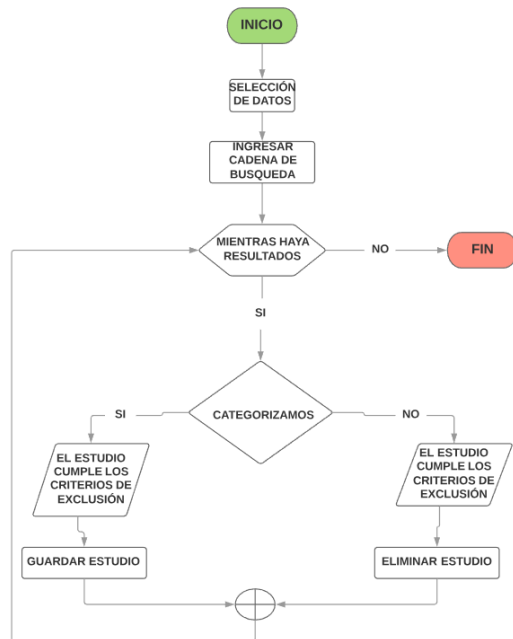 INICIO
SELECCIÓN
DE DATOS
INGRESAR
CADENA DE
BUSQUEDA
MIENTRAS HAYA
RESULTADOS
NO
FIN
SI
CATEGORIZAMOS
SI
NO
EL ESTUDIO
CUMPLE LOS
CRITERIOS DE
EXCLUSIÓN
EL ESTUDIO
CUMPLE LOS
CRITERIOS DE
EXCLUSIÓN
GUARDAR ESTUDIO
ELIMINAR ESTUDIO